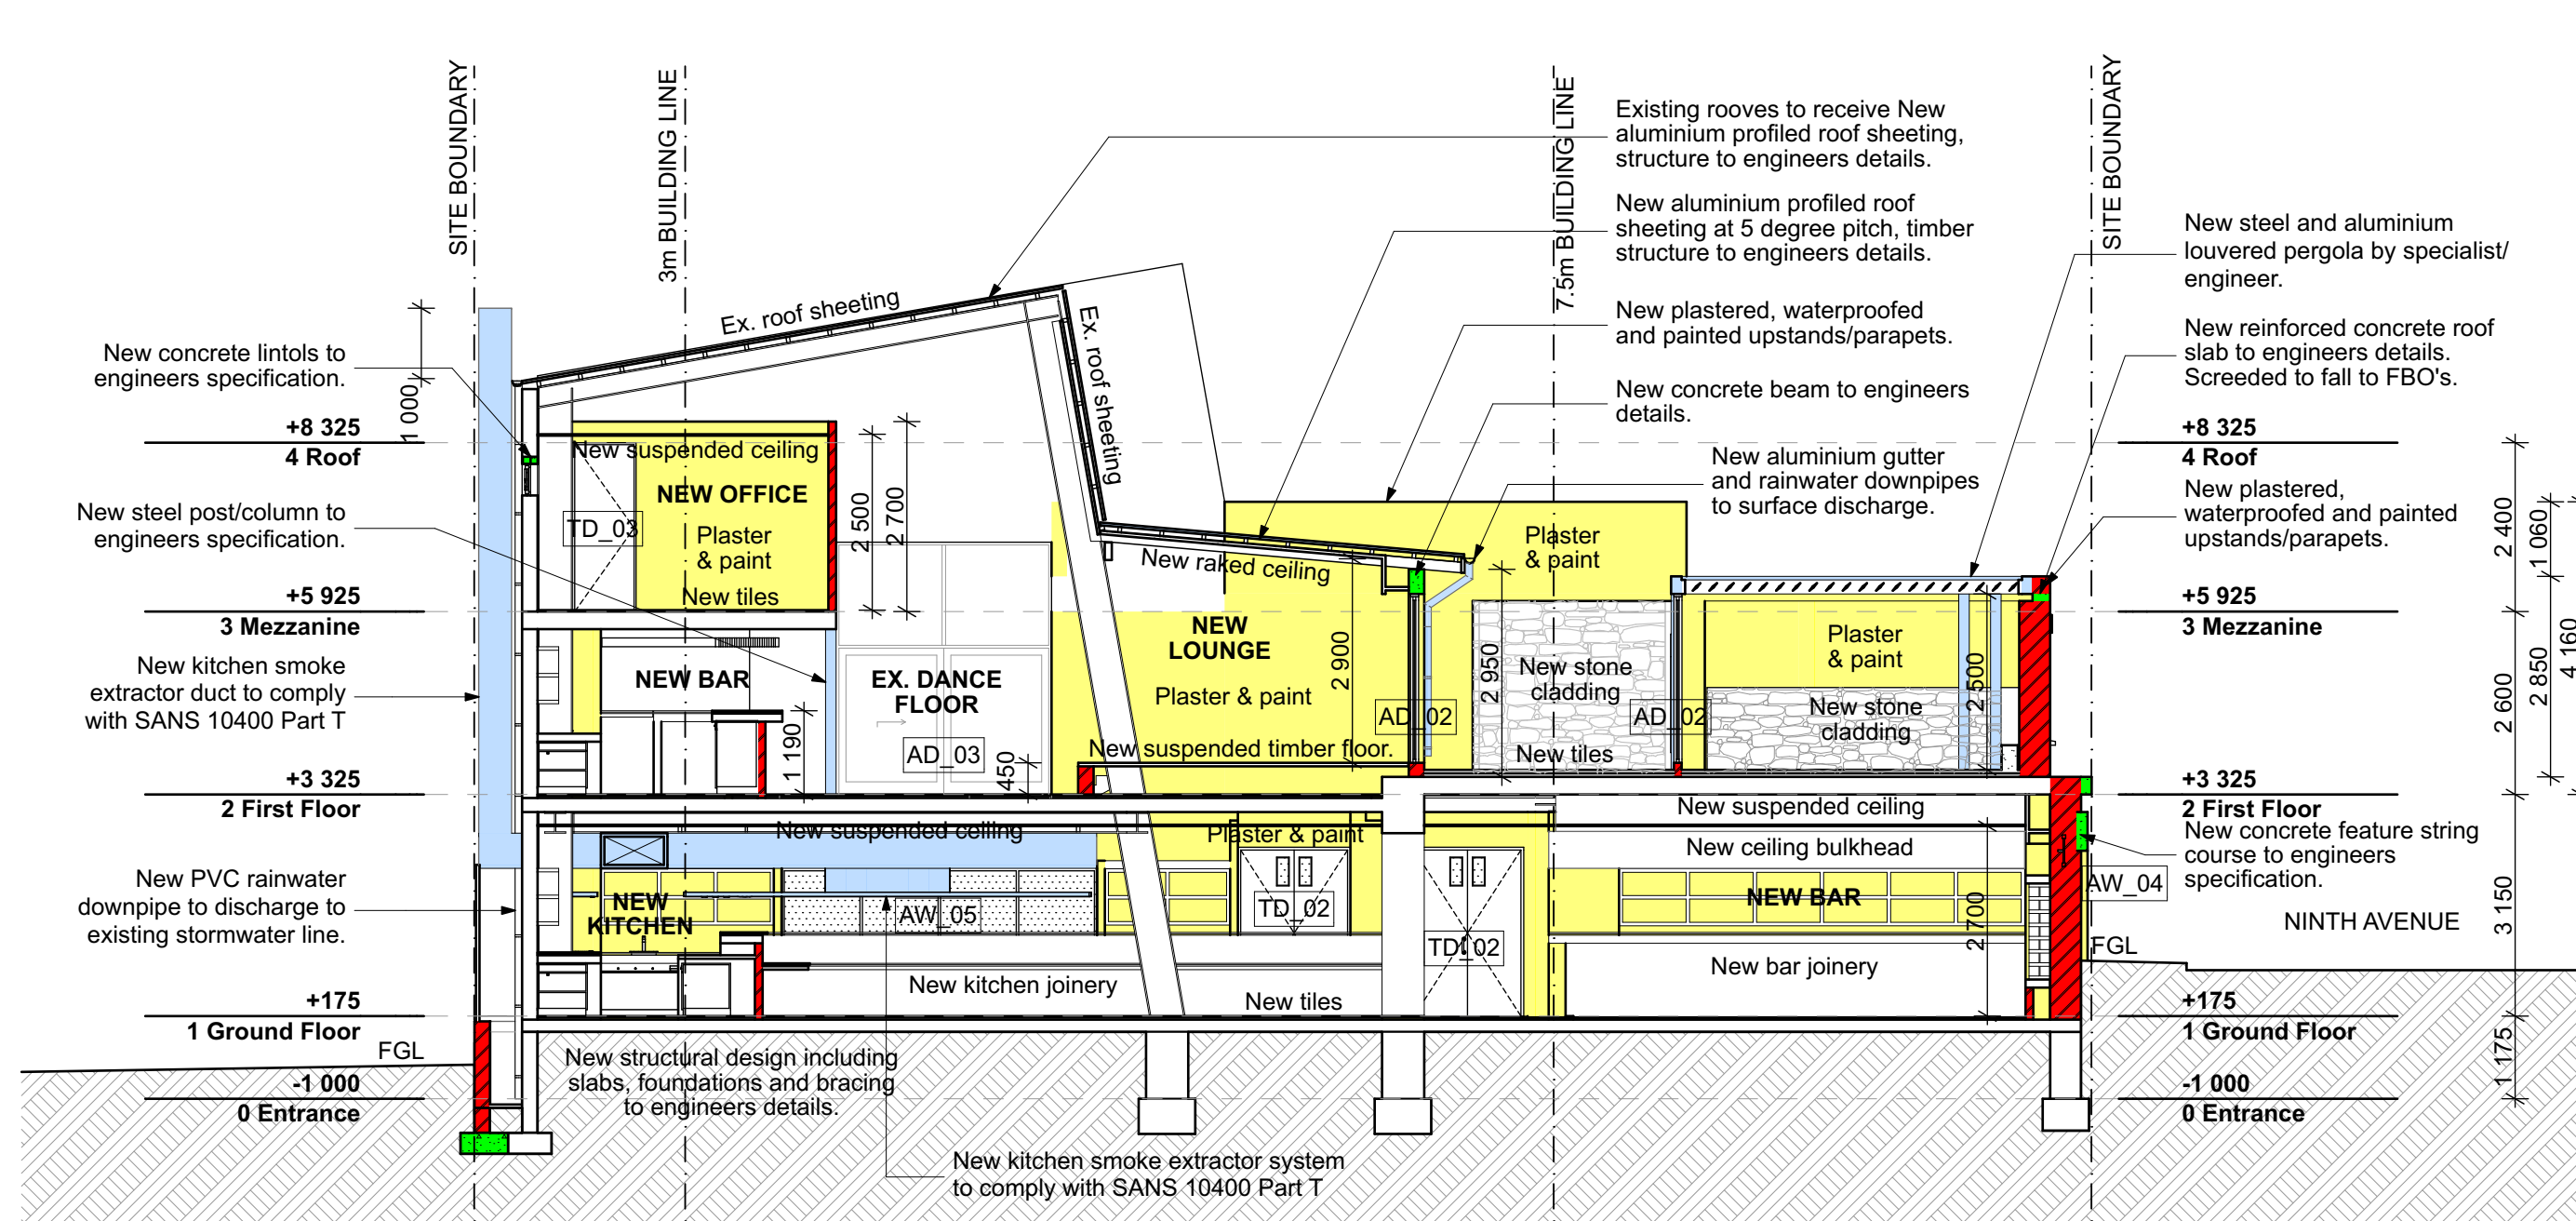 SITE BOUNDARY
3m BUILDING LINE
7.5m BUILDING LINE
SITE BOUNDARY
Existing rooves to receive New
aluminium profiled roof sheeting,
structure to engineers details.
New aluminium profiled roof
sheeting at 5 degree pitch, timber
structure to engineers details.
New plastered, waterproofed
and painted upstands/parapets.
New concrete beam to engineers
details.
New aluminium gutter
and rainwater downpipes
to surface discharge.
New steel and aluminium
louvered pergola by specialist/
engineer.
New reinforced concrete roof
slab to engineers details.
Screeded to fall to FBO's.
+8 325
4 Roof
New plastered,
waterproofed and painted
upstands/parapets.
+5 925
3 Mezzanine
+3 325
2 First Floor
New concrete feature string
course to engineers
specification.
AW_04
NINTH AVENUE
FGL
+175
1 Ground Floor
-1 000
0 Entrance
2 400
2 600
3 150
1 175
1 060
2 850
4 160
New concrete lintols to
engineers specification.
1 000
+8 325
4 Roof
New steel post/column to
engineers specification.
+5 925
3 Mezzanine
New kitchen smoke
extractor duct to comply
with SANS 10400 Part T
+3 325
2 First Floor
New PVC rainwater
downpipe to discharge to
existing stormwater line.
+175
1 Ground Floor
FGL
-1 000
0 Entrance
Ex. roof sheeting
Ex. roof sheeting
New suspended ceiling
NEW OFFICE
TD_03
Plaster
& paint
New tiles
2 500
2 700
New raked ceiling
Plaster
& paint
NEW BAR
1 190
EX. DANCE
FLOOR
AD_03
450
NEW
LOUNGE
Plaster & paint
2 900
New suspended timber floor.
AD_02
2 950
New stone
cladding
New tiles
AD_02
Plaster
& paint
New stone
cladding
2 500
New suspended ceiling
Plaster & paint
New suspended ceiling
New ceiling bulkhead
NEW
KITCHEN
AW_05
TD_02
TD_02
NEW BAR
2 700
New kitchen joinery
New tiles
New bar joinery
New structural design including
slabs, foundations and bracing
to engineers details.
New kitchen smoke extractor system
to comply with SANS 10400 Part T